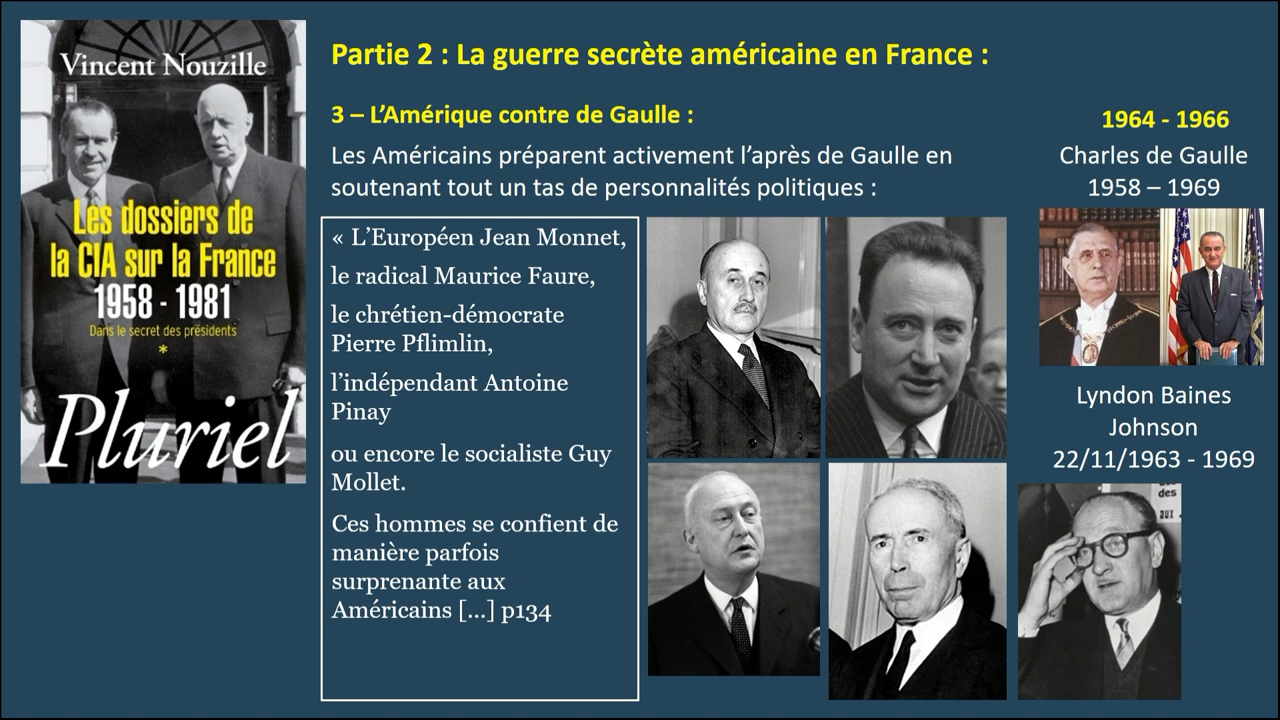 Vincent Nouzille
Les dossiers de
la CIA sur la France
1958 - 1981
Dans le secret des présidents
*
Pluriel
Partie 2 : La guerre secrète américaine en France :
3 – L’Amérique contre de Gaulle :
Les Américains préparent activement l’après de Gaulle en
soutenant tout un tas de personnalités politiques :
« L’Européen Jean Monnet,
le radical Maurice Faure,
le chrétien-démocrate
Pierre Pflimlin,
l’indépendant Antoine
Pinay
ou encore le socialiste Guy
Mollet.
Ces hommes se confient de
manière parfois
surprenante aux
Américains [...] p134
1964 - 1966
Charles de Gaulle
1958 – 1969
Lyndon Baines
Johnson
22/11/1963 - 1969
des
aux